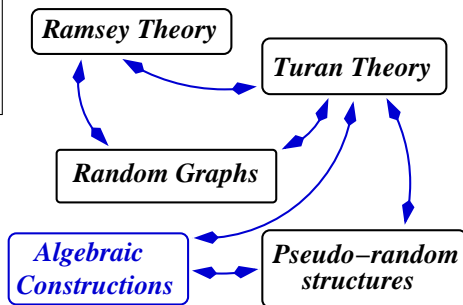 Ramsey Theory
Turan Theory
Random Graphs
Algebraic
Constructions
Pseudo−random
structures